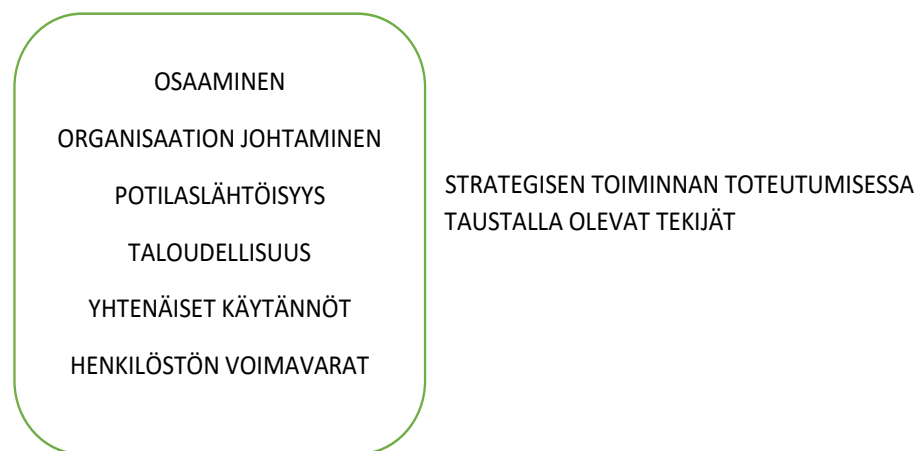 OSAAMINEN
ORGANISAATION JOHTAMINEN
POTILASLÄHTÖISYYS
TALOUDELLISUUS
YHTENÄISET KÄYTÄNNÖT
HENKILÖSTÖN VOIMAVARAT
STRATEGISEN TOIMINNAN TOTEUTUMISESSA
TAUSTALLA OLEVAT TEKIJÄT